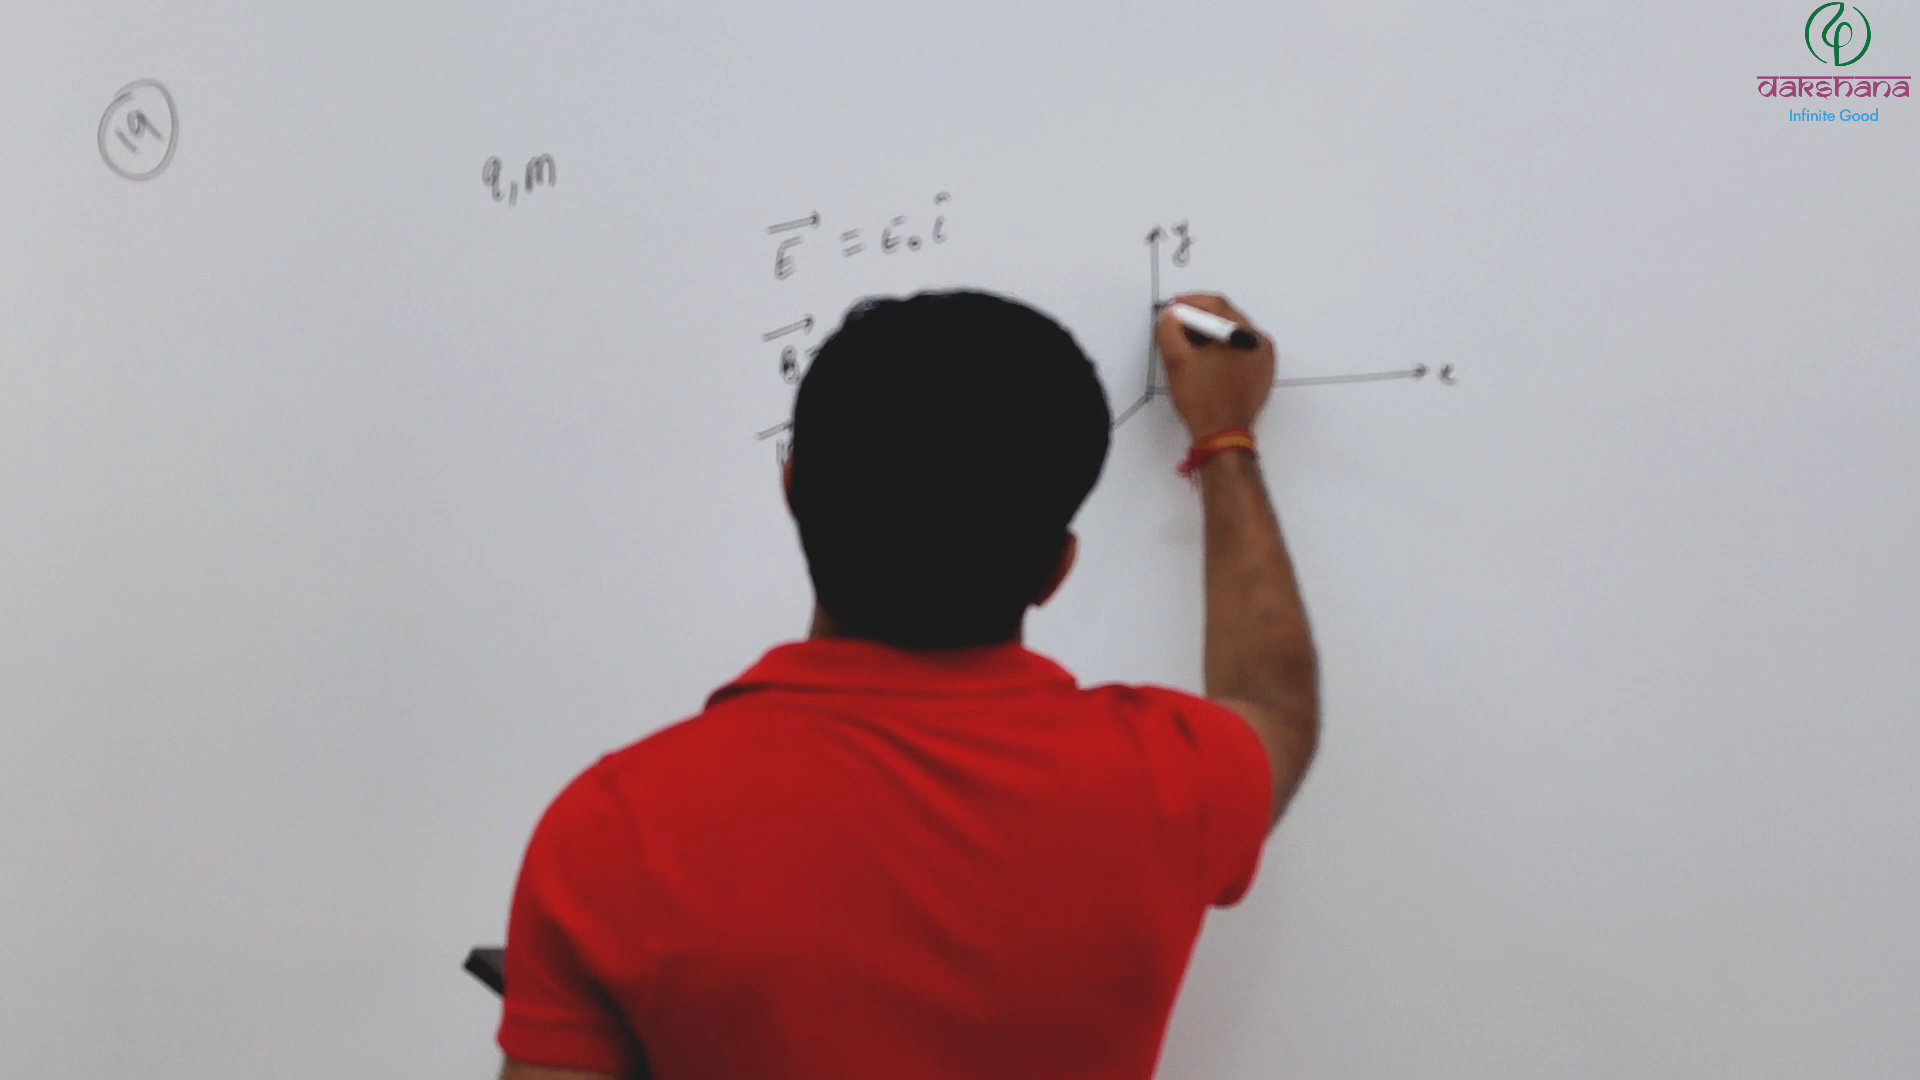 dakshana
Infinite Good
19
q, m
E⃗ = E₀ î
y
B⃗ =
x